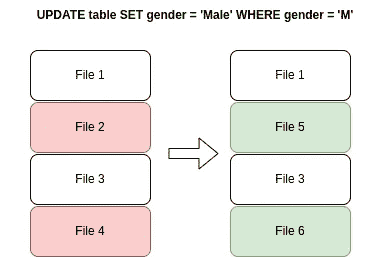 UPDATE table SET gender = 'Male' WHERE gender = 'M'
File 1
File 2
File 3
File 4
File 1
File 5
File 3
File 6